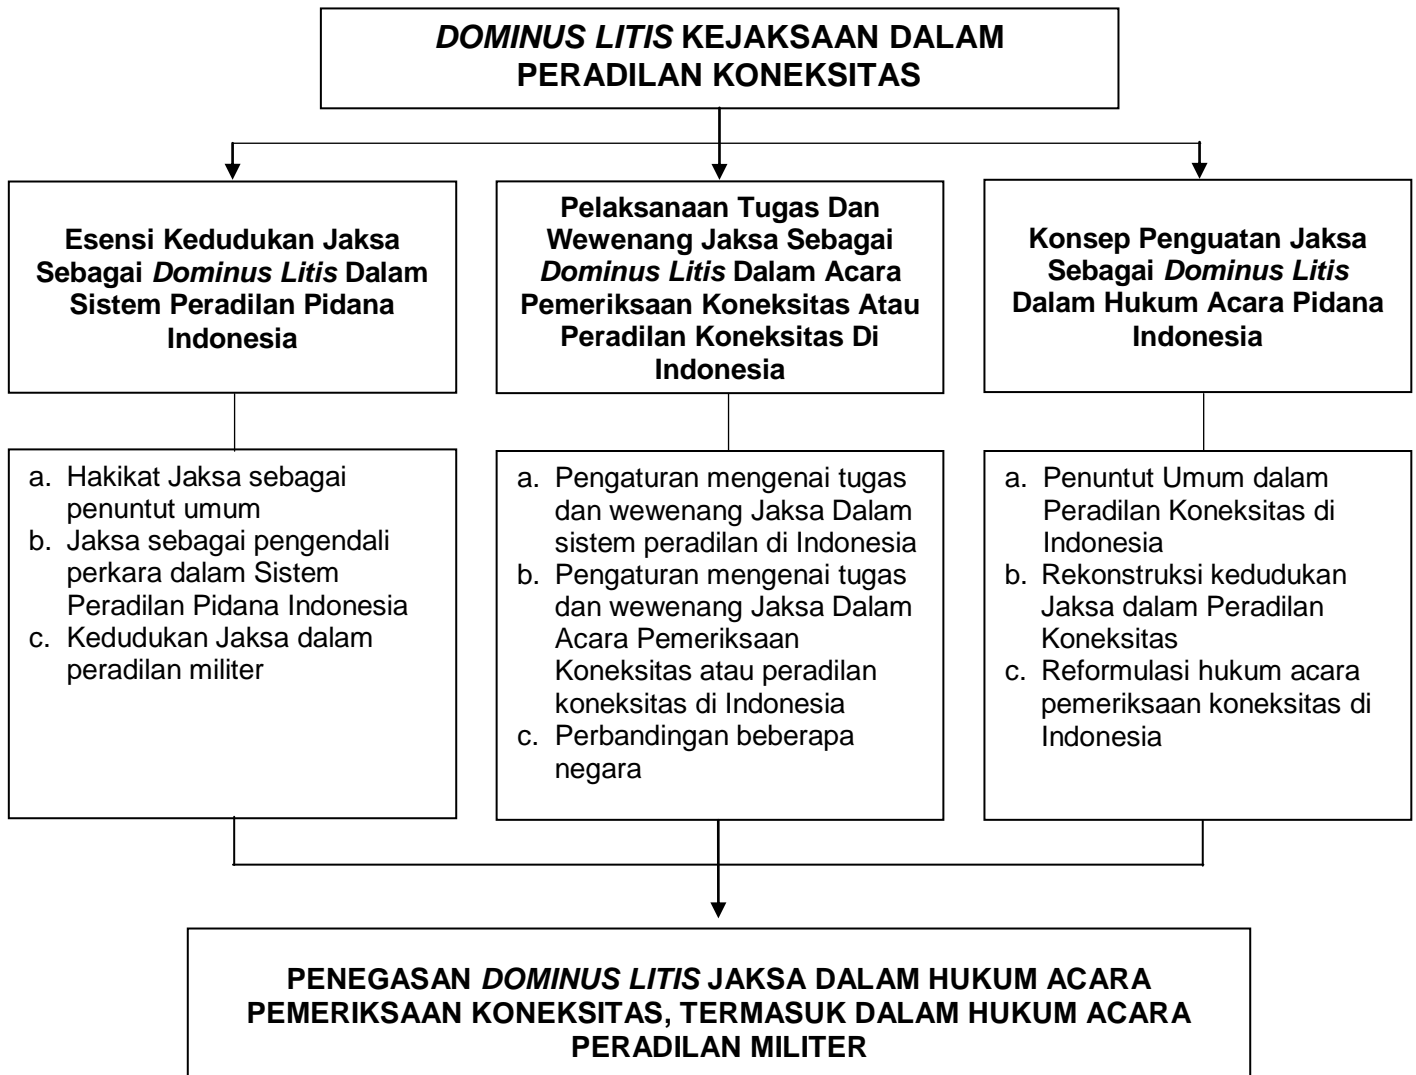 DOMINUS LITIS KEJAKSAAN DALAM
PERADILAN KONEKSITAS
Esensi Kedudukan Jaksa
Sebagai Dominus Litis Dalam
Sistem Peradilan Pidana
Indonesia
Pelaksanaan Tugas Dan
Wewenang Jaksa Sebagai
Dominus Litis Dalam Acara
Pemeriksaan Koneksitas Atau
Peradilan Koneksitas Di
Indonesia
Konsep Penguatan Jaksa
Sebagai Dominus Litis
Dalam Hukum Acara Pidana
Indonesia
a. Hakikat Jaksa sebagai
penuntut umum
b. Jaksa sebagai pengendali
perkara dalam Sistem
Peradilan Pidana Indonesia
c. Kedudukan Jaksa dalam
peradilan militer
a. Pengaturan mengenai tugas
dan wewenang Jaksa Dalam
sistem peradilan di Indonesia
b. Pengaturan mengenai tugas
dan wewenang Jaksa Dalam
Acara Pemeriksaan
Koneksitas atau peradilan
koneksitas di Indonesia
c. Perbandingan beberapa
negara
a. Penuntut Umum dalam
Peradilan Koneksitas di
Indonesia
b. Rekonstruksi kedudukan
Jaksa dalam Peradilan
Koneksitas
c. Reformulasi hukum acara
pemeriksaan koneksitas di
Indonesia
PENEGASAN DOMINUS LITIS JAKSA DALAM HUKUM ACARA
PEMERIKSAAN KONEKSITAS, TERMASUK DALAM HUKUM ACARA
PERADILAN MILITER